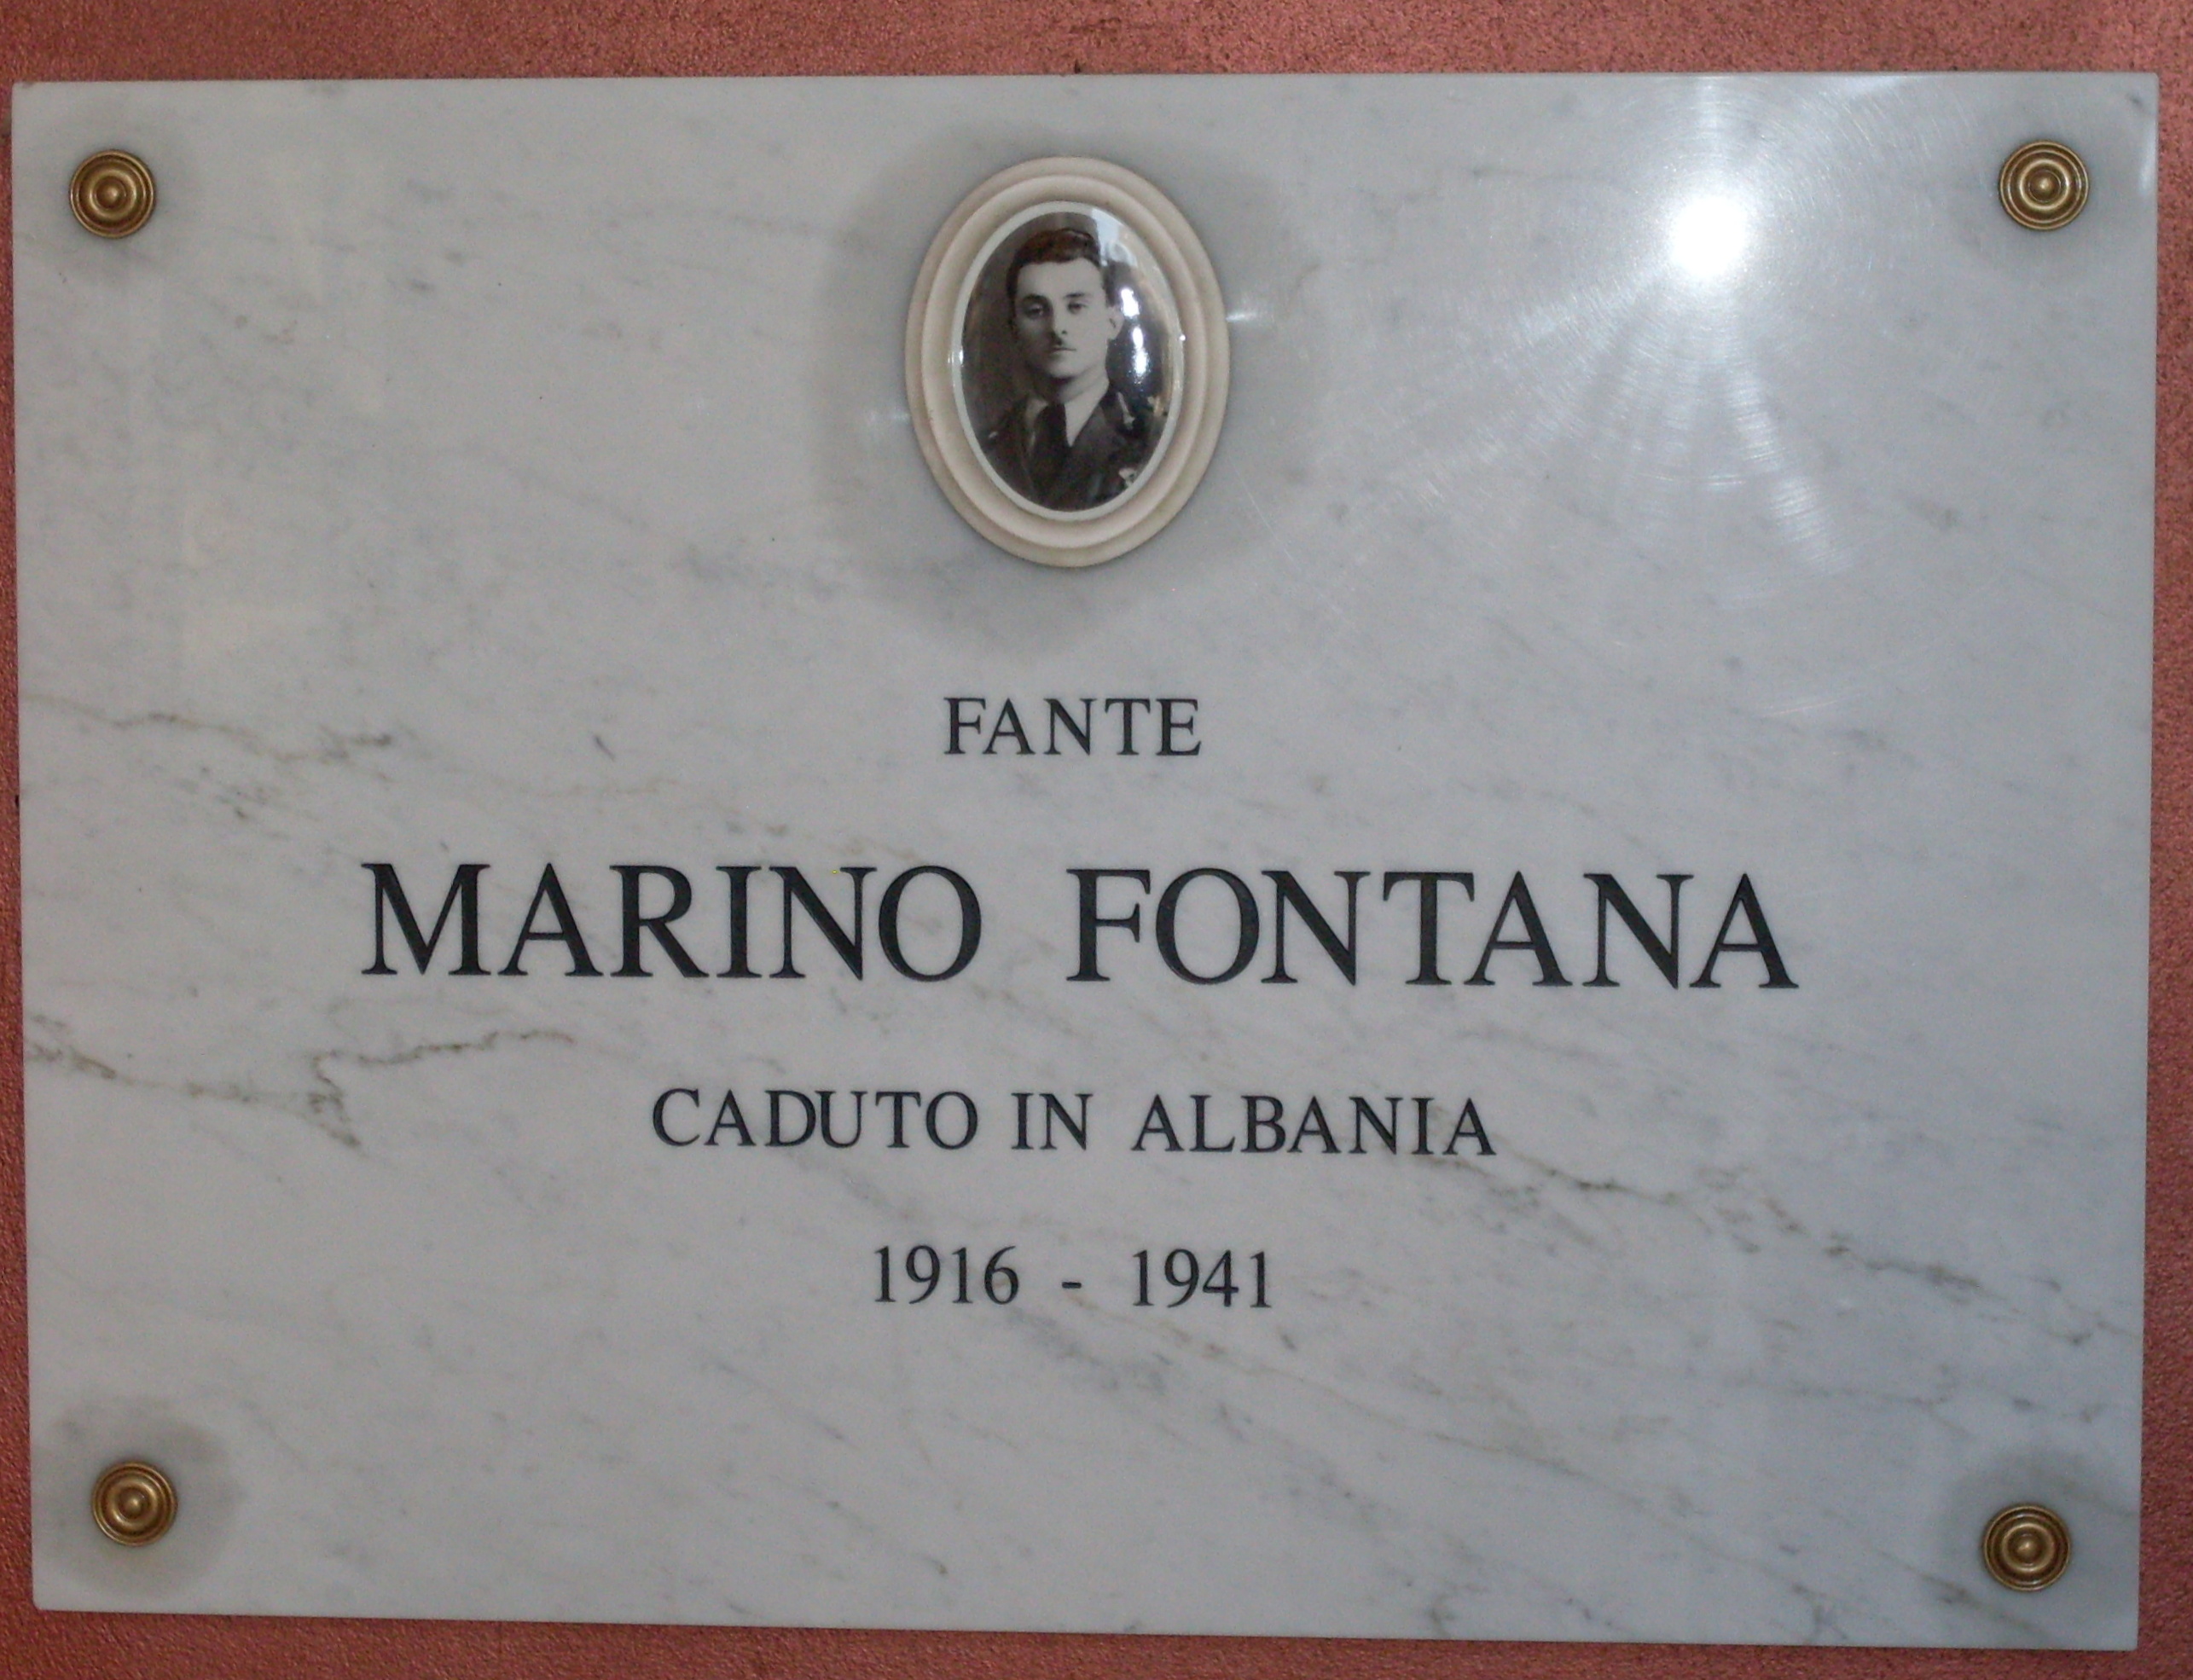 FANTE
MARINO FONTANA
CADUTO IN ALBANIA
1916 - 1941